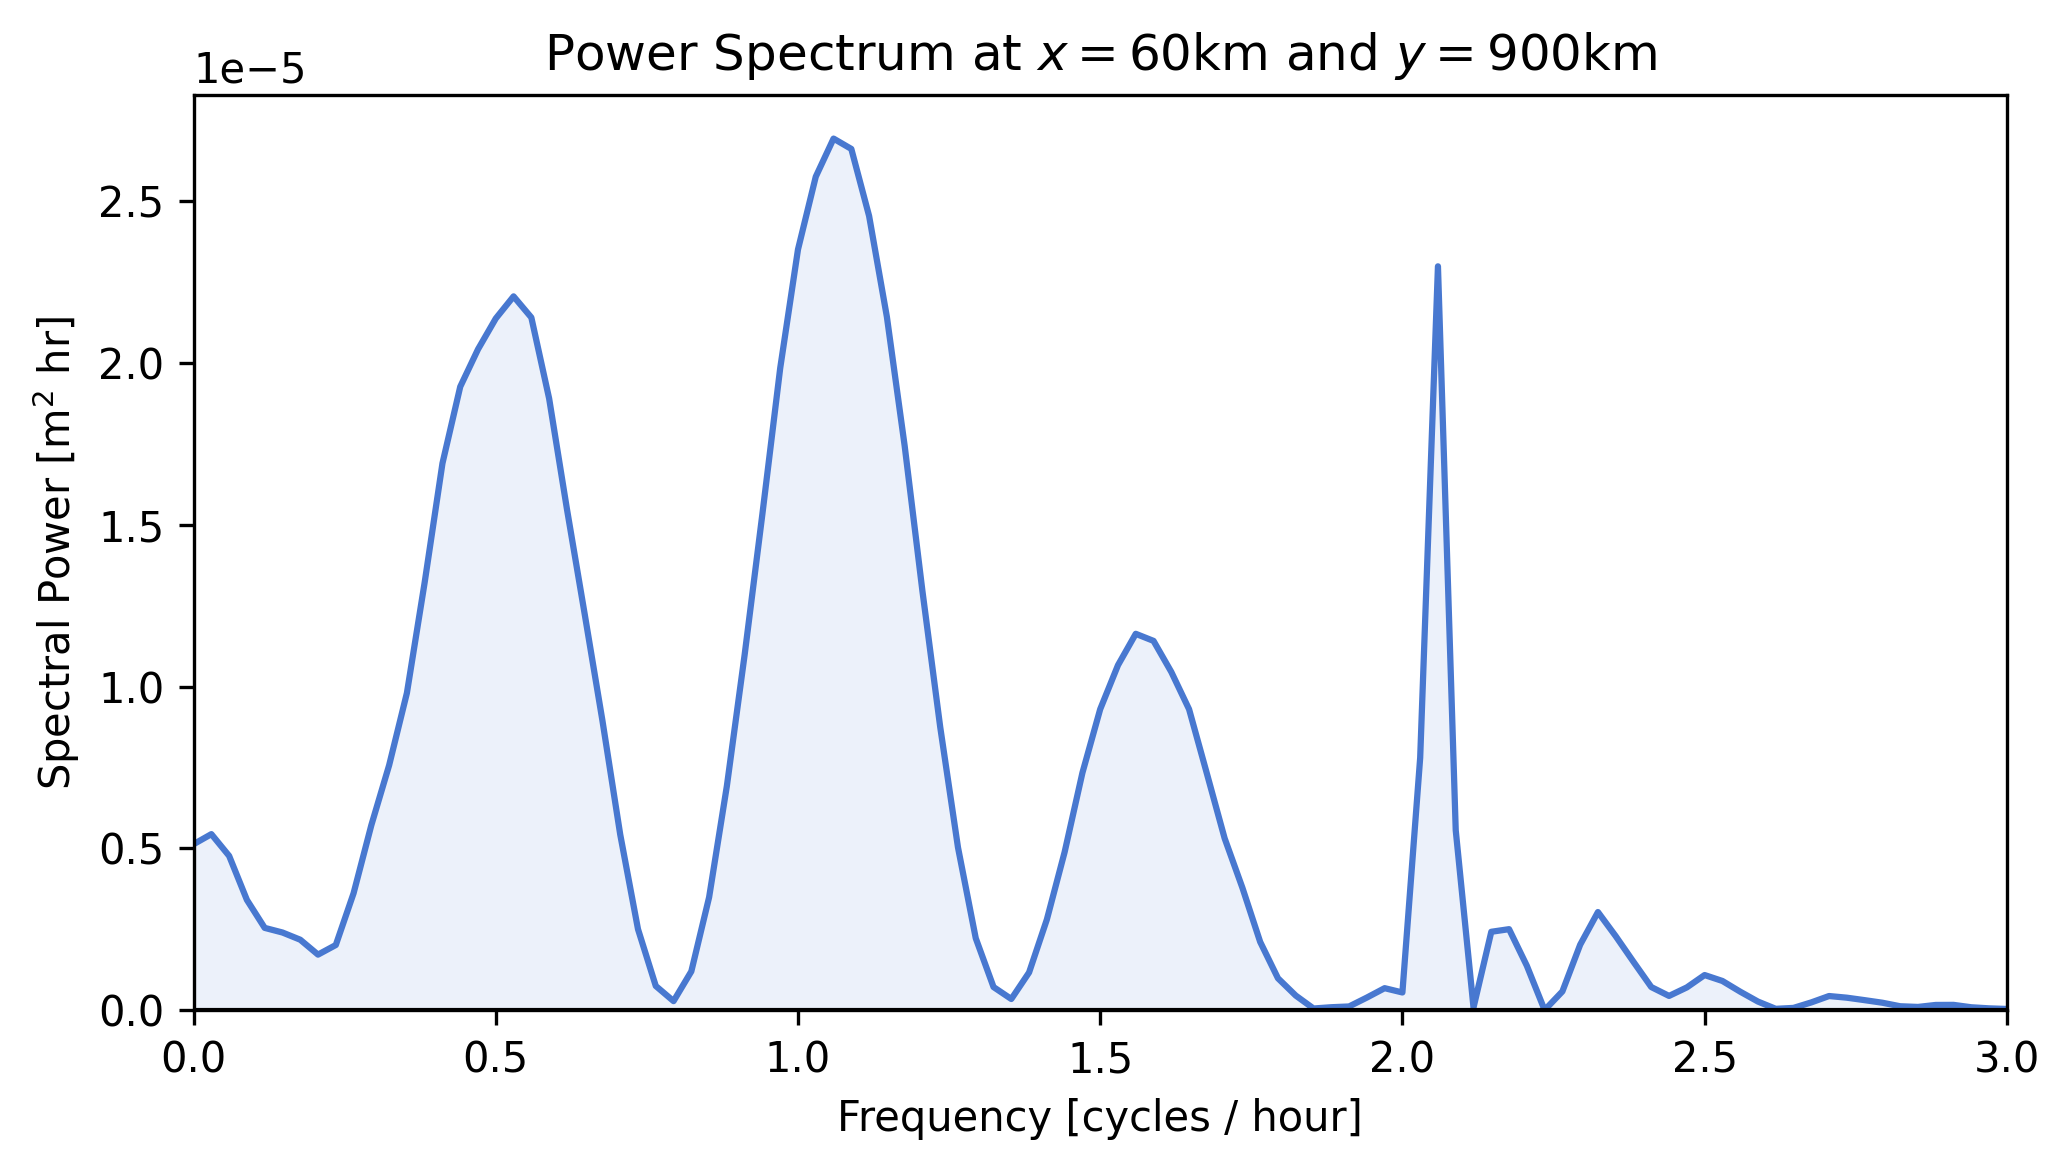 Power Spectrum at x = 60km and y = 900km
1e−5
Spectral Power [m² hr]
2.5
2.0
1.5
1.0
0.5
0.0
0.0 0.5 1.0 1.5 2.0 2.5 3.0
Frequency [cycles / hour]